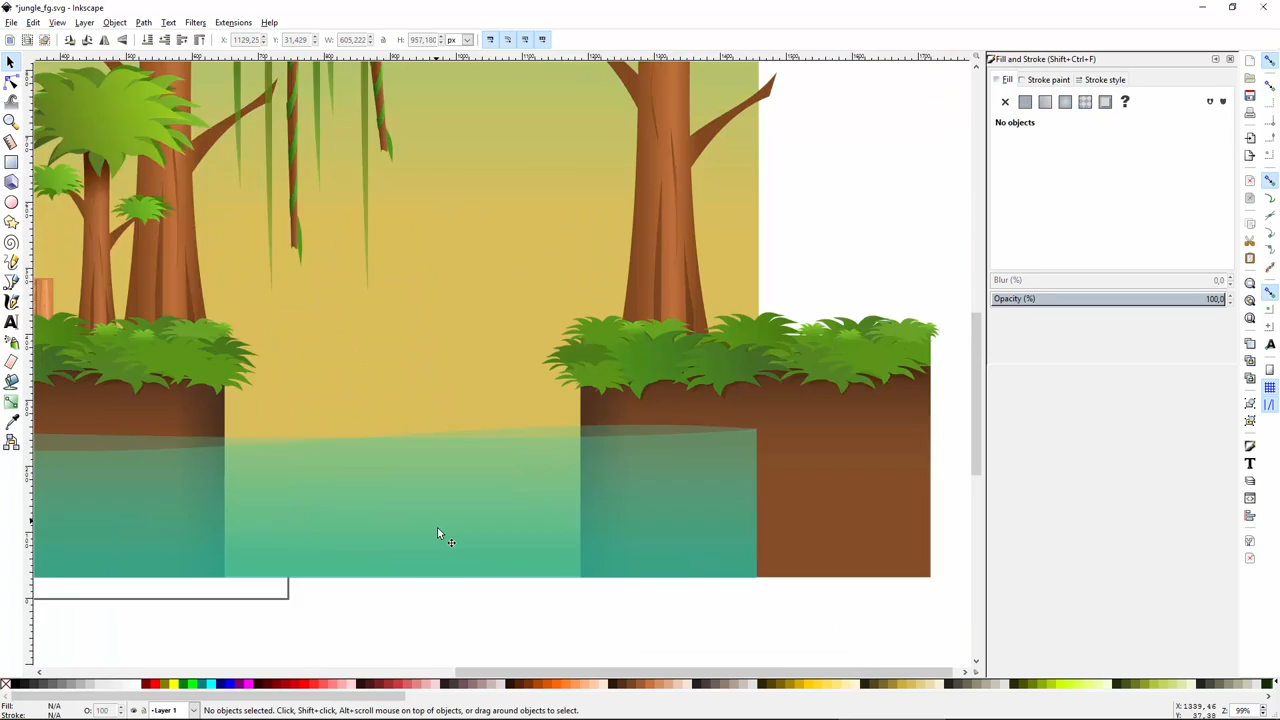 *jungle_fg.svg - Inkscape
File Edit View Layer Object Path Text Filters Extensions Help
X: 1129,25 Y: 31,429 W: 605,222 H: 957,180 px
Fill and Stroke (Shift+Ctrl+F)
Fill Stroke paint Stroke style
?
No objects
Blur (%) 0,0
Opacity (%) 100,0
Fill: N/A
Stroke: N/A
O: 100
Layer 1
No objects selected. Click, Shift+click, Alt+scroll mouse on top of objects, or drag around objects to select.
X: 1339,46
Y: 37,38
Z: 99%